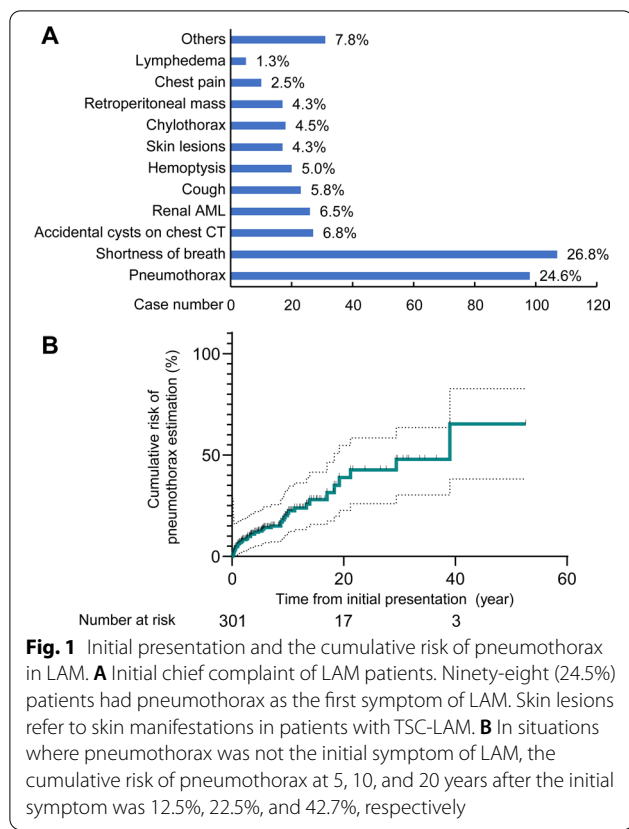 A
Others 7.8%
Lymphedema 1.3%
Chest pain 2.5%
Retroperitoneal mass 4.3%
Chylothorax 4.5%
Skin lesions 4.3%
Hemoptysis 5.0%
Cough 5.8%
Renal AML 6.5%
Accidental cysts on chest CT 6.8%
Shortness of breath 26.8%
Pneumothorax 24.6%
Case number 0 20 40 60 80 100 120
B
Cumulative risk of
pneumothorax estimation (%)
100
50
0
0 20 40 60
Time from initial presentation (year)
Number at risk 301 17 3
Fig. 1 Initial presentation and the cumulative risk of pneumothorax
in LAM. A Initial chief complaint of LAM patients. Ninety-eight (24.5%)
patients had pneumothorax as the first symptom of LAM. Skin lesions
refer to skin manifestations in patients with TSC-LAM. B In situations
where pneumothorax was not the initial symptom of LAM, the
cumulative risk of pneumothorax at 5, 10, and 20 years after the initial
symptom was 12.5%, 22.5%, and 42.7%, respectively